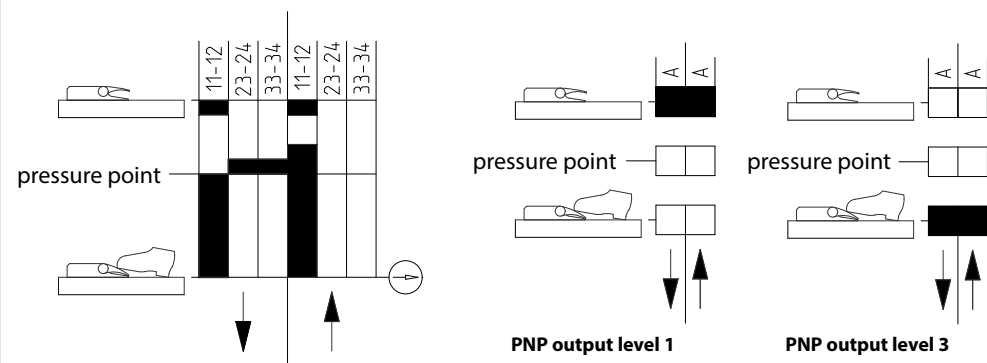 11-12
23-24
33-34
11-12
23-24
33-34
pressure point
A
A
pressure point
PNP output level 1
A
A
pressure point
PNP output level 3